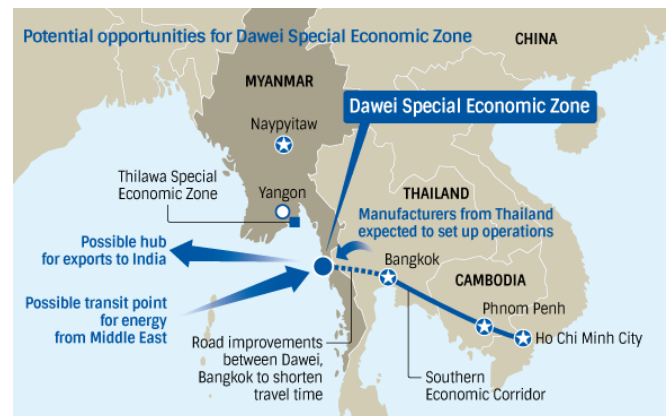 Potential opportunities for Dawei Special Economic Zone
CHINA
MYANMAR
Dawei Special Economic Zone
Naypyitaw
Thilawa Special
Economic Zone
Yangon
THAILAND
Manufacturers from Thailand
expected to set up operations
Possible hub
for exports to India
Bangkok
CAMBODIA
Possible transit point
for energy
from Middle East
Phnom Penh
Ho Chi Minh City
Road improvements
between Dawei,
Bangkok to shorten
travel time
Southern
Economic Corridor